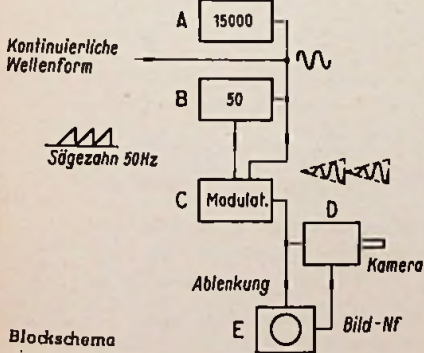 A
15000
Kontinuierliche
Wellenform
B
50
Sägezahn 50Hz
C
Modulat.
D
Kamera
Ablenkung
E
Bild-Nf
Blockschema